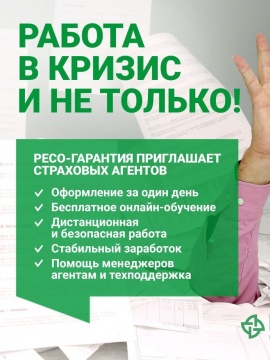 РАБОТА
В КРИЗИС
И НЕ ТОЛЬКО!
РЕСО-ГАРАНТИЯ ПРИГЛАШАЕТ
СТРАХОВЫХ АГЕНТОВ
Оформление за один день
Бесплатное онлайн-обучение
Дистанционная
и безопасная работа
Стабильный заработок
Помощь менеджеров
агентам и техподдержка